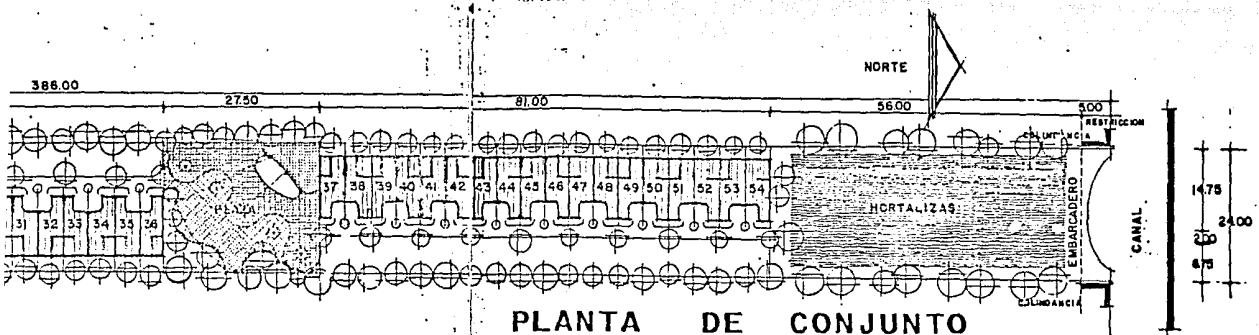 NORTE
386.00
27.50
81.00
56.00
5.00
RESTRICCION
COLINDANCIA
37 38 39 40 41 42 43 44 45 46 47 48 49 50 51 52 53 54
31 32 33 34 35 36
PLAZA
HORTALIZAS
EMBARCADERO
CANAL
14.75
24.00
6.75
COLINDANCIA
PLANTA DE CONJUNTO